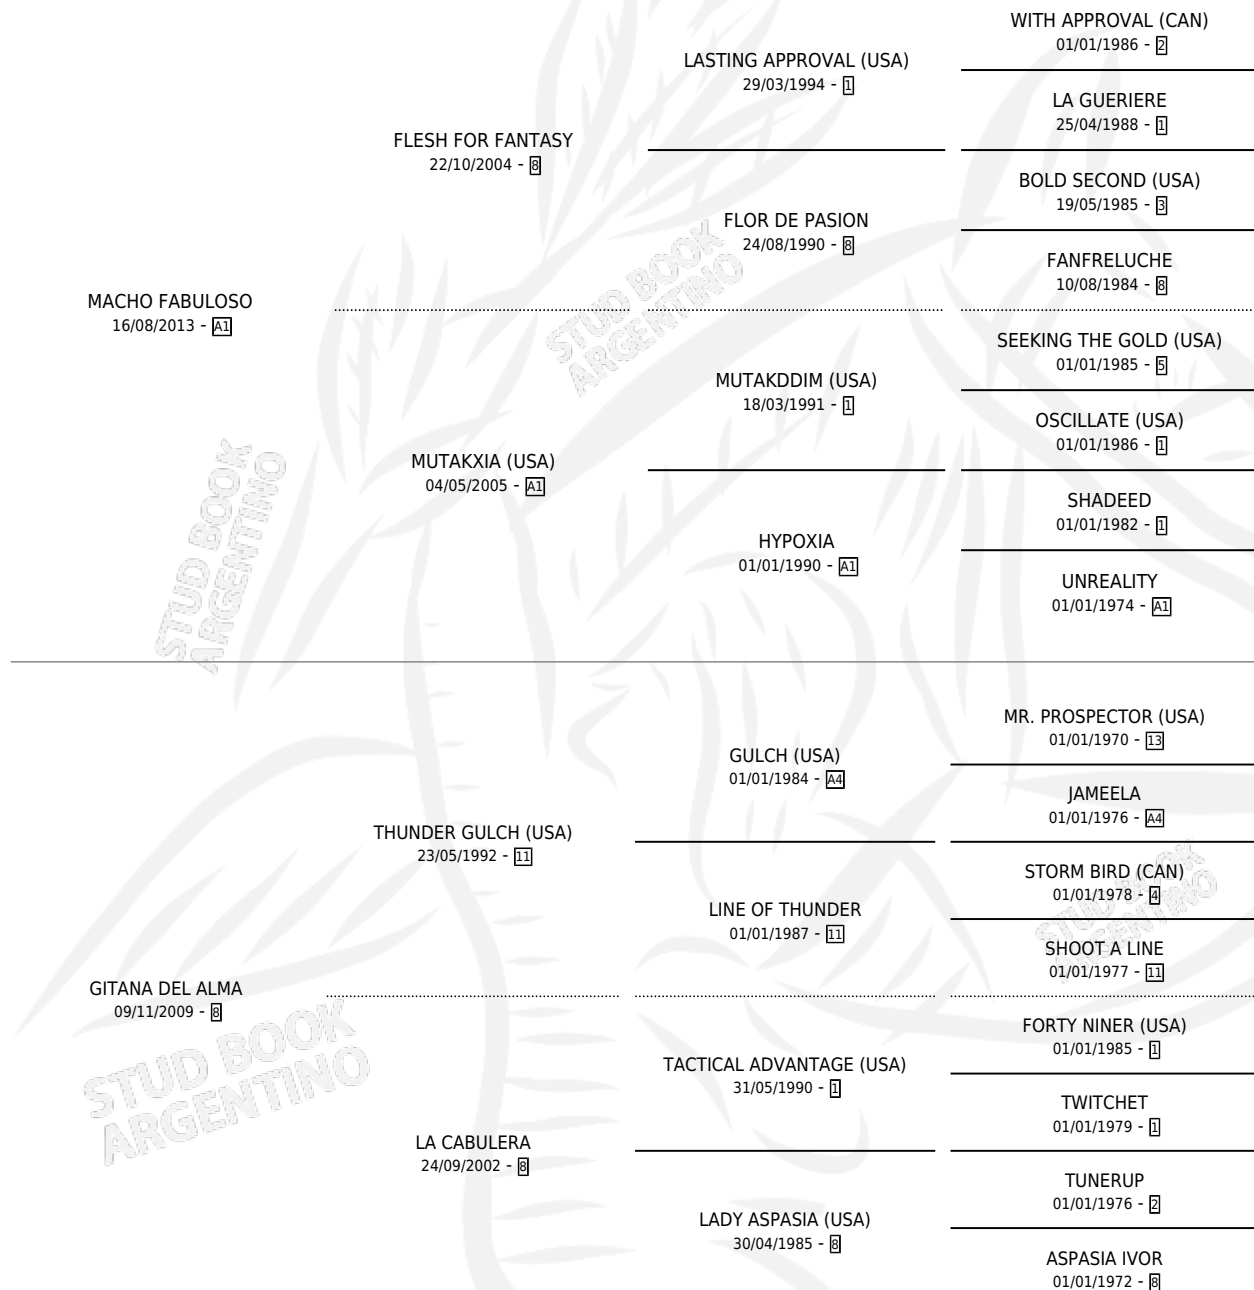 WITH APPROVAL (CAN)
01/01/1986 - 2
LASTING APPROVAL (USA)
29/03/1994 - 1
LA GUERIERE
25/04/1988 - 1
FLESH FOR FANTASY
22/10/2004 - 8
BOLD SECOND (USA)
19/05/1985 - 3
FLOR DE PASION
24/08/1990 - 8
FANFRELUCHE
10/08/1984 - 8
MACHO FABULOSO
16/08/2013 - A1
SEEKING THE GOLD (USA)
01/01/1985 - 5
MUTAKDDIM (USA)
18/03/1991 - 1
OSCILLATE (USA)
01/01/1986 - 1
MUTAKXIA (USA)
04/05/2005 - A1
SHADEED
01/01/1982 - 1
HYPOXIA
01/01/1990 - A1
UNREALITY
01/01/1974 - A1
MR. PROSPECTOR (USA)
01/01/1970 - 13
GULCH (USA)
01/01/1984 - A4
JAMEELA
01/01/1976 - A4
THUNDER GULCH (USA)
23/05/1992 - 11
STORM BIRD (CAN)
01/01/1978 - 4
LINE OF THUNDER
01/01/1987 - 11
SHOOT A LINE
01/01/1977 - 11
GITANA DEL ALMA
09/11/2009 - 8
FORTY NINER (USA)
01/01/1985 - 1
TACTICAL ADVANTAGE (USA)
31/05/1990 - 1
TWITCHET
01/01/1979 - 1
LA CABULERA
24/09/2002 - 8
TUNERUP
01/01/1976 - 2
LADY ASPASIA (USA)
30/04/1985 - 8
ASPASIA IVOR
01/01/1972 - 8
STUD BOOK
ARGENTINO
STUD BOOK
ARGENTINO
STUD BOOK
ARGENTINO
STUD BOOK
ARGENTINO